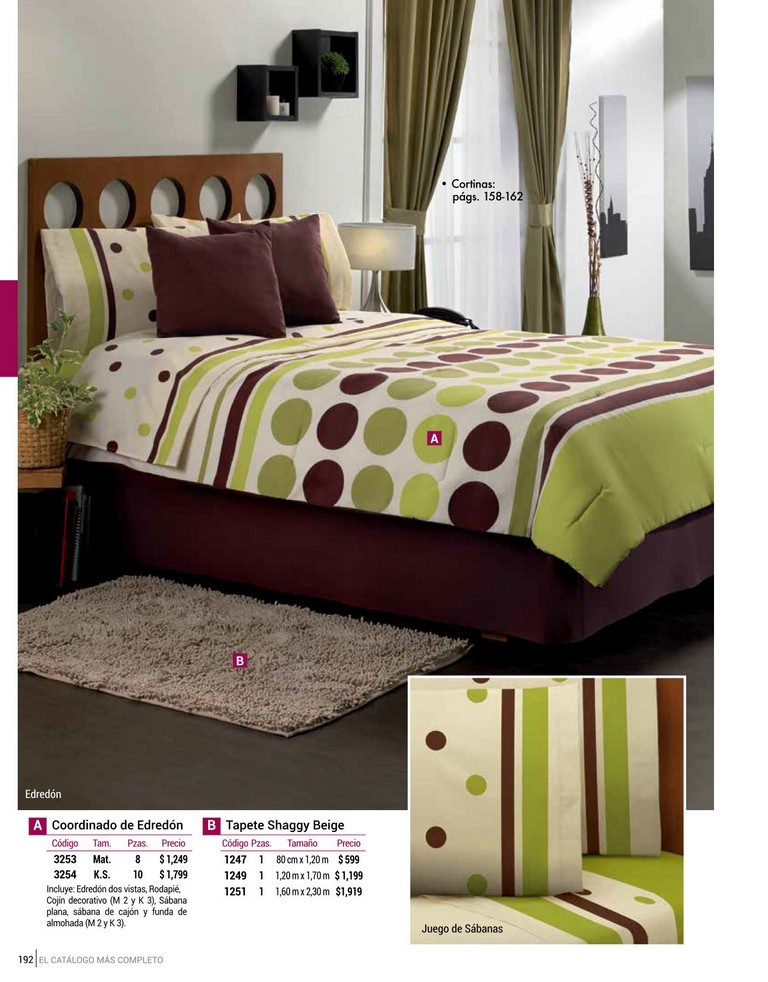 • Cortinas:
págs. 158-162
A
B
Edredón
A Coordinado de Edredón
Código Tam. Pzas. Precio
3253 Mat. 8 $1,249
3254 K.S. 10 $1,799
Incluye: Edredón dos vistas, Rodapié,
Cojín decorativo (M 2 y K 3), Sábana
plana, sábana de cajón y funda de
almohada (M 2 y K 3).
B Tapete Shaggy Beige
Código Pzas. Tamaño Precio
1247 1 80 cm x 1,20 m $599
1249 1 1,20 m x 1,70 m $1,199
1251 1 1,60 m x 2,30 m $1,919
Juego de Sábanas
192 EL CATÁLOGO MÁS COMPLETO